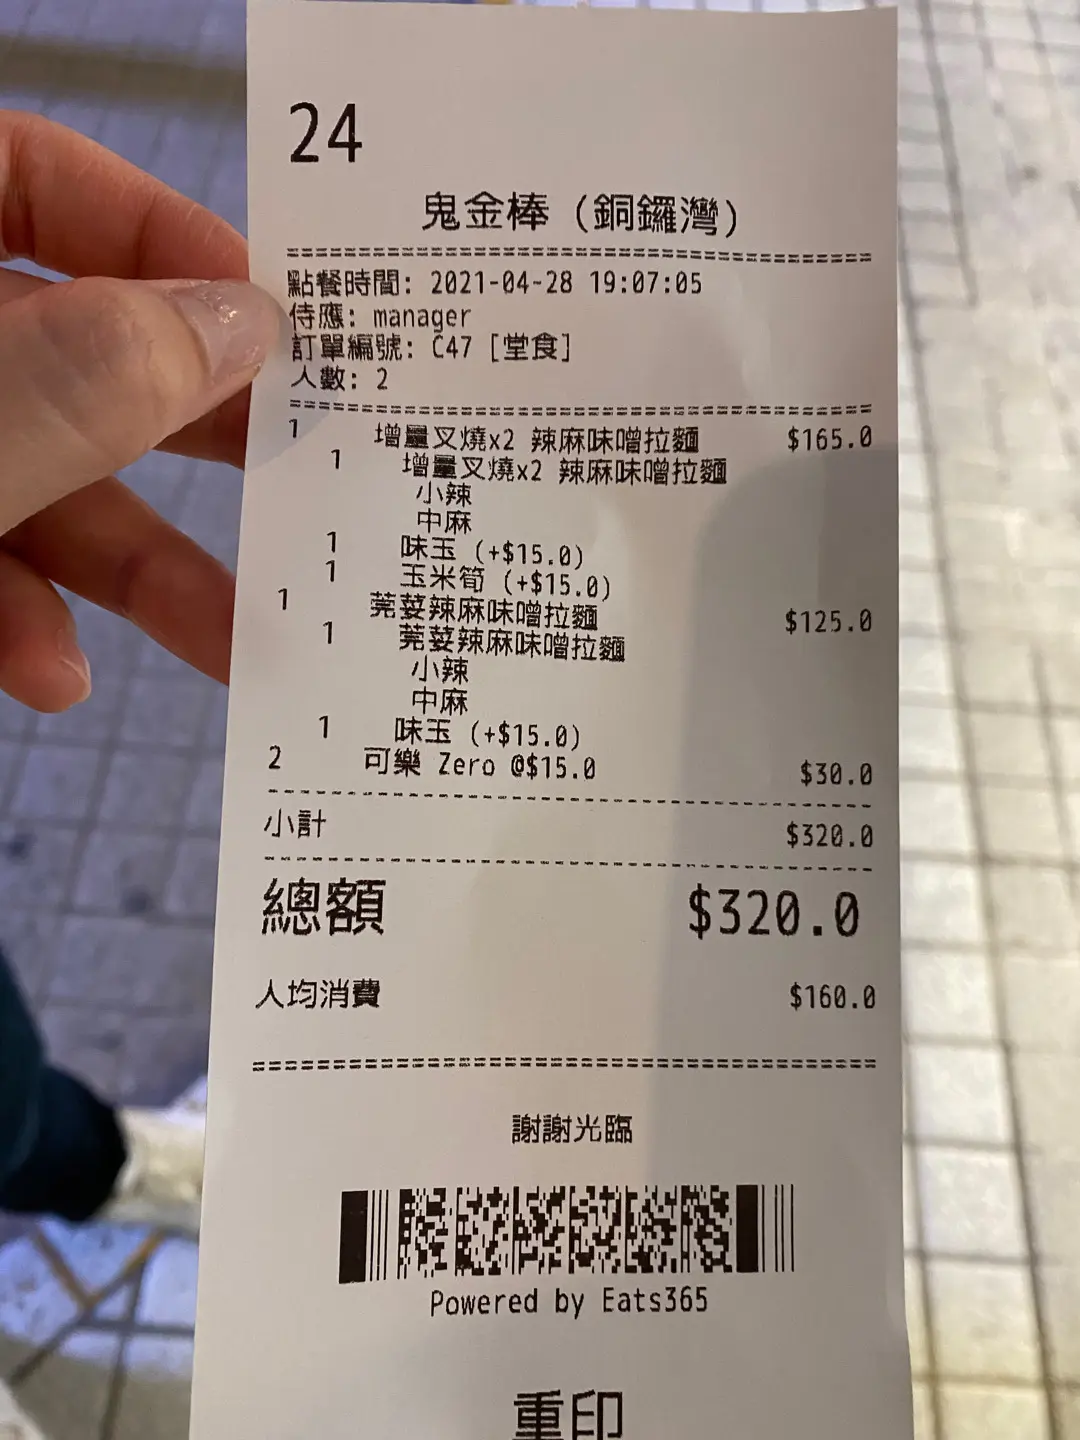 24
鬼金棒 (銅鑼灣)
點餐時間: 2021-04-28 19:07:05
侍應: manager
訂單編號: C47 [堂食]
人數: 2
1 增量叉燒x2 辣麻味噌拉麵 $165.0
1 增量叉燒x2 辣麻味噌拉麵
小辣
中麻
1 味玉 (+$15.0)
1 玉米筍 (+$15.0)
1 芫荽辣麻味噌拉麵 $125.0
1 芫荽辣麻味噌拉麵
小辣
中麻
1 味玉 (+$15.0)
2 可樂 Zero @$15.0 $30.0
小計 $320.0
總額 $320.0
人均消費 $160.0
謝謝光臨
Powered by Eats365
重印